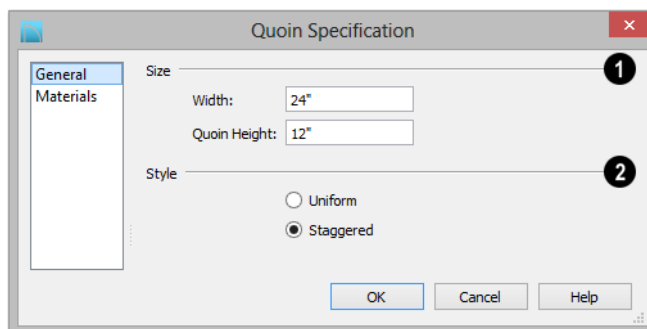 Quoin Specification
General
Materials
Size
1
Width: 24"
Quoin Height: 12"
Style
2
Uniform
Staggered
OK Cancel Help